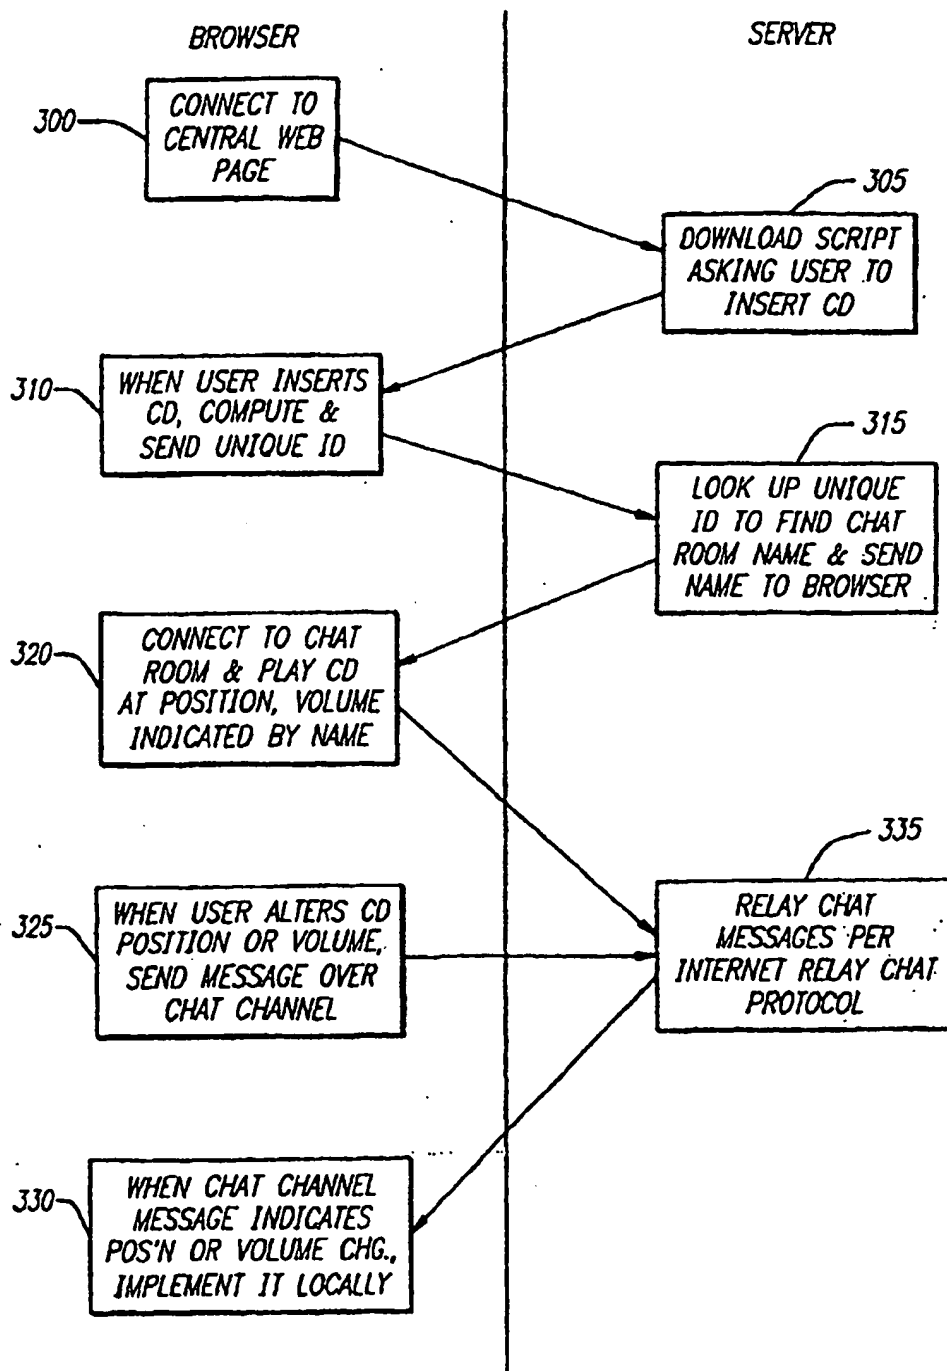 BROWSER
SERVER
300
CONNECT TO
CENTRAL WEB
PAGE
305
DOWNLOAD SCRIPT
ASKING USER TO
INSERT CD
310
WHEN USER INSERTS
CD, COMPUTE &
SEND UNIQUE ID
315
LOOK UP UNIQUE
ID TO FIND CHAT
ROOM NAME & SEND
NAME TO BROWSER
320
CONNECT TO CHAT
ROOM & PLAY CD
AT POSITION, VOLUME
INDICATED BY NAME
335
RELAY CHAT
MESSAGES PER
INTERNET RELAY CHAT
PROTOCOL
325
WHEN USER ALTERS CD
POSITION OR VOLUME,
SEND MESSAGE OVER
CHAT CHANNEL
330
WHEN CHAT CHANNEL
MESSAGE INDICATES
POS'N OR VOLUME CHG.,
IMPLEMENT IT LOCALLY